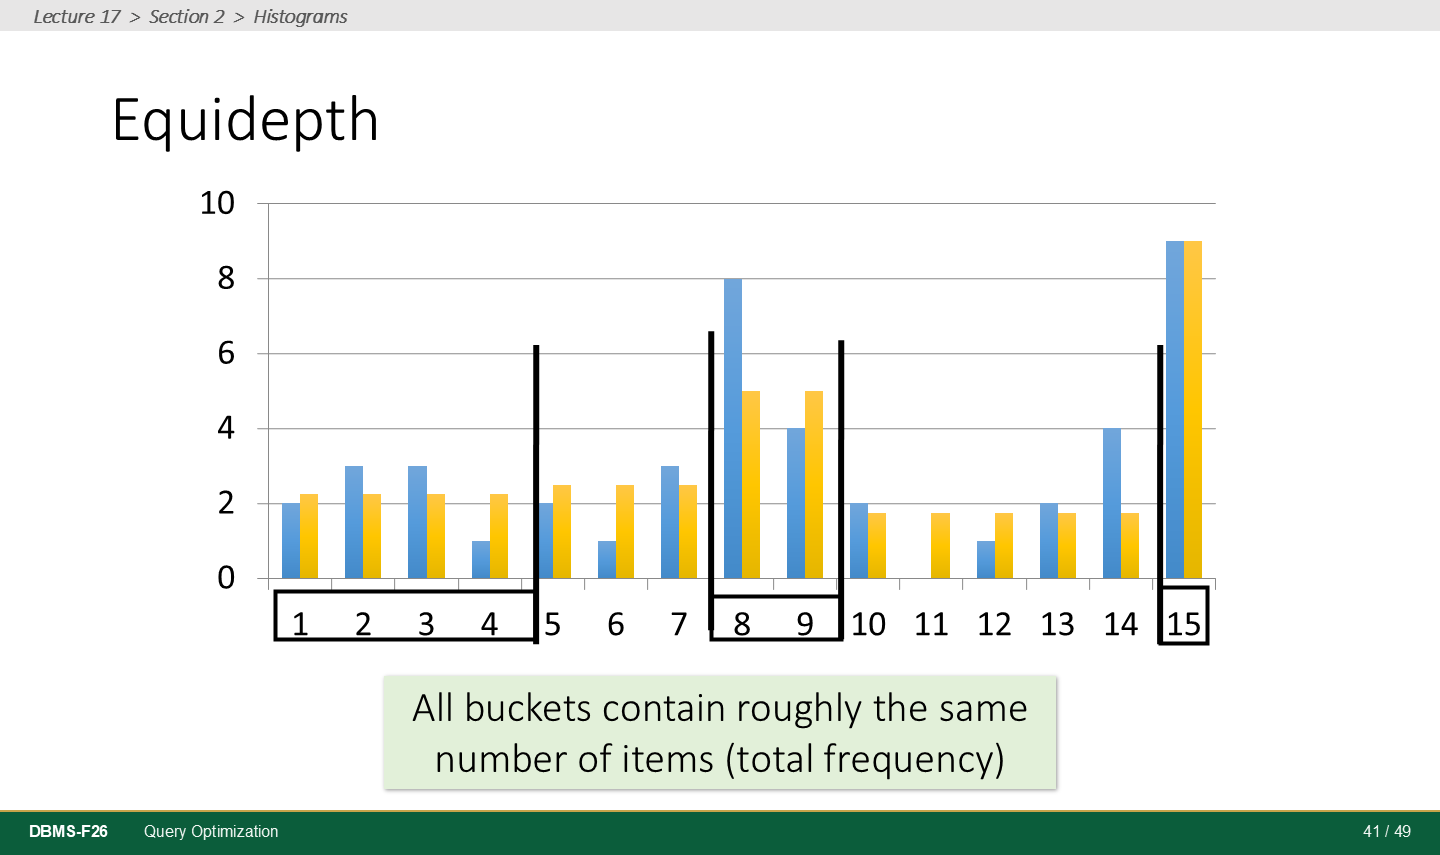 Lecture 17 > Section 2 > Histograms
Equidepth
10
8
6
4
2
0
1 2 3 4 5 6 7 8 9 10 11 12 13 14 15
All buckets contain roughly the same
number of items (total frequency)
DBMS-F26 Query Optimization 41 / 49